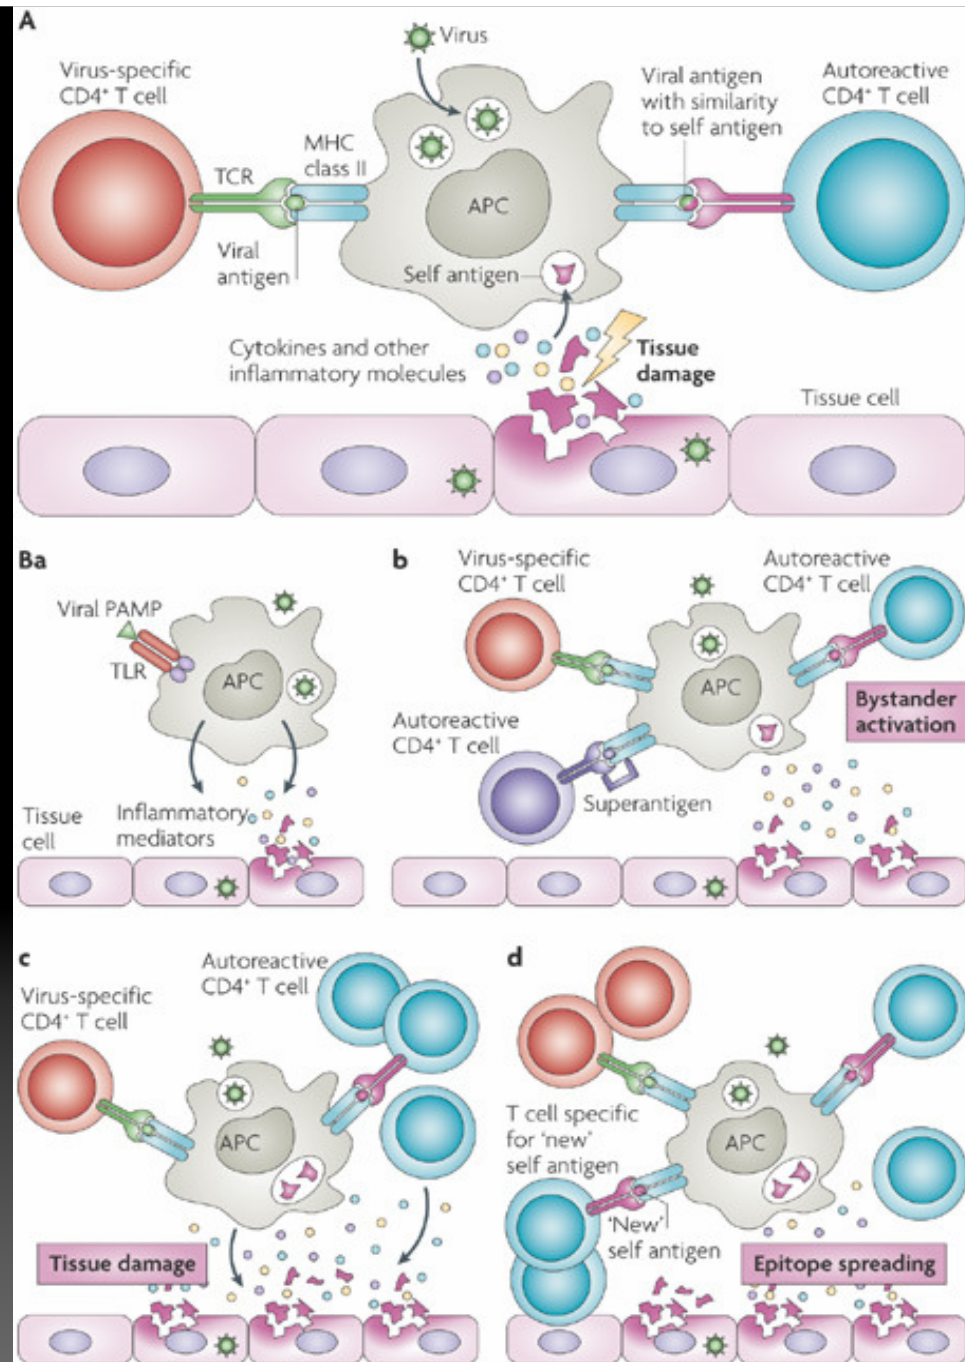 A
Virus
Virus-specific
CD4+ T cell
Viral antigen
with similarity
to self antigen
Autoreactive
CD4+ T cell
TCR
MHC
class II
APC
Viral
antigen
Self antigen
Cytokines and other
inflammatory molecules
Tissue
damage
Tissue cell
Ba
Viral PAMP
TLR
APC
Tissue
cell
Inflammatory
mediators
b
Virus-specific
CD4+ T cell
Autoreactive
CD4+ T cell
APC
Bystander
activation
Autoreactive
CD4+ T cell
Superantigen
c
Virus-specific
CD4+ T cell
Autoreactive
CD4+ T cell
APC
Tissue damage
d
T cell specific
for ‘new’
self antigen
APC
‘New’
self antigen
Epitope spreading